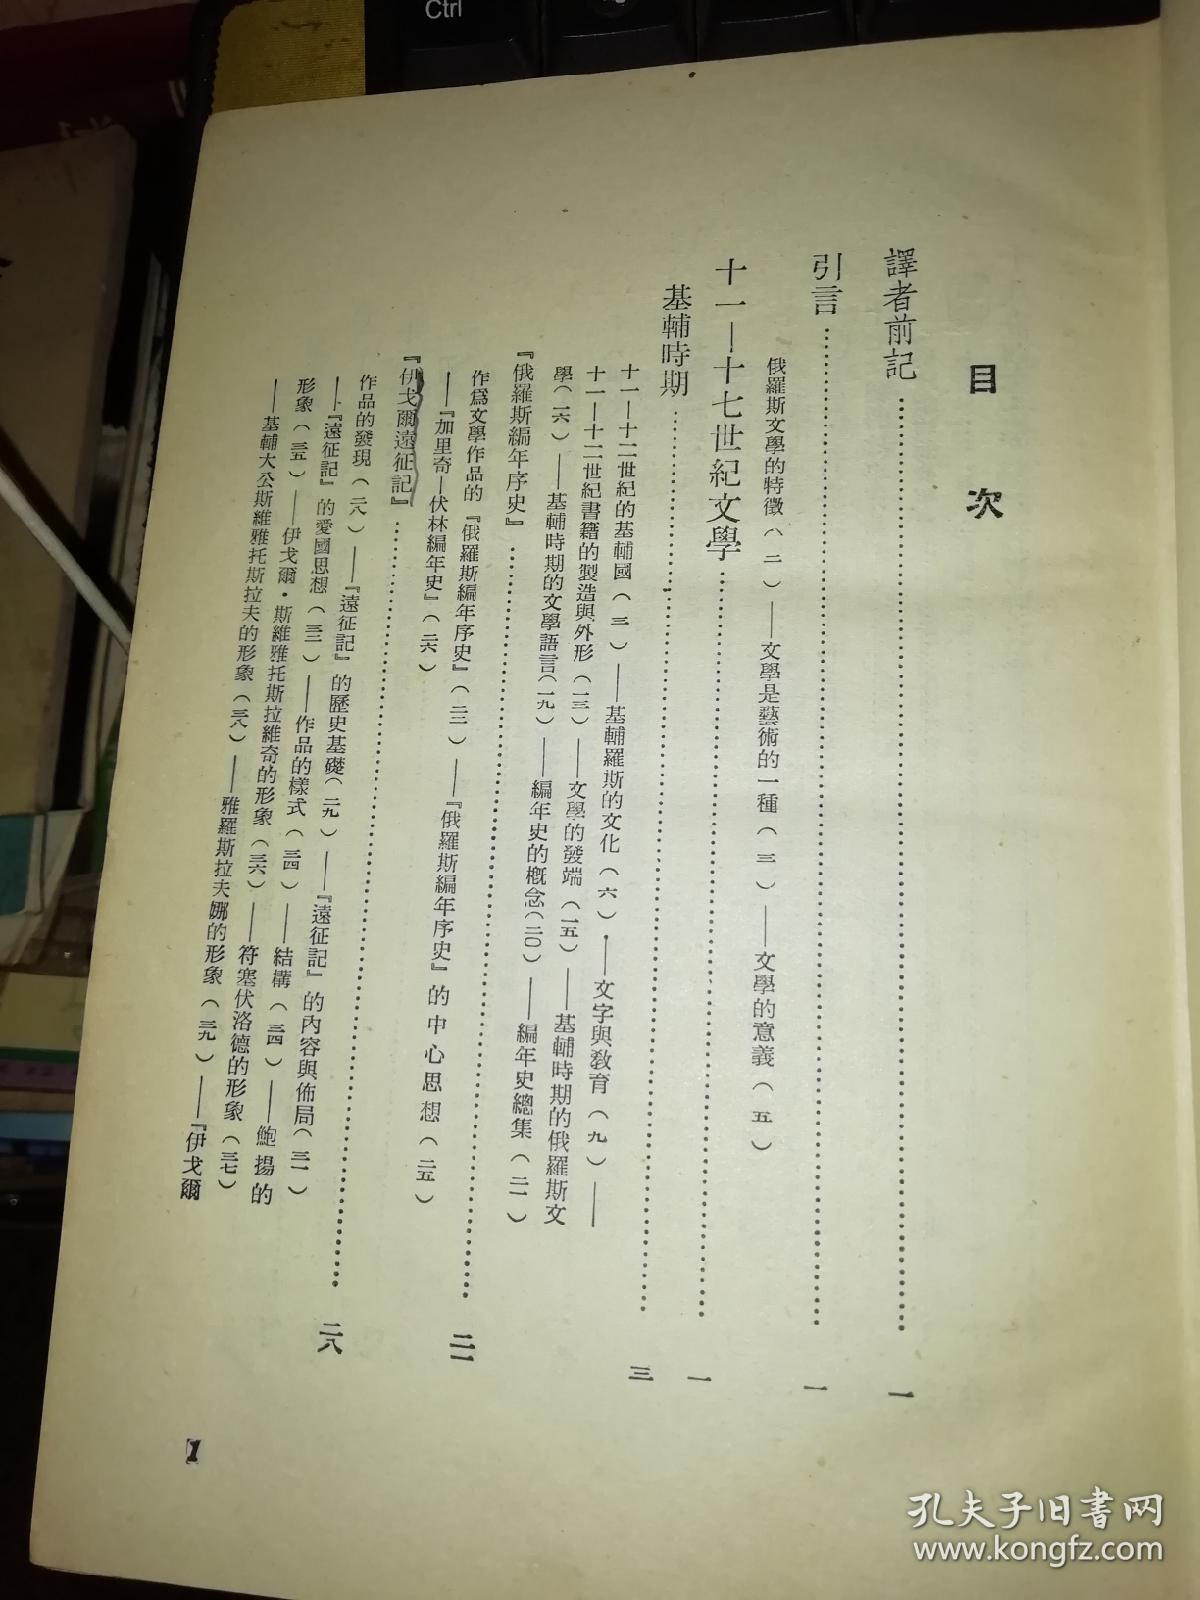 目次
譯者前記……一
引言……一
俄羅斯文學的特徵（二）——文學是藝術的一種（三）——文學的意義（五）
十一—十七世紀文學……一
基輔時期……三
十一—十二世紀的基輔國（三）——基輔羅斯的文化（六）·——文字與教育（九）——
十一—十二世紀書籍的製造與外形（一三）——文學的發端（一五）——基輔時期的俄羅斯文
學（一六）——基輔時期的文學語言（一九）——編年史的概念（二〇）——編年史總集（二一）
『俄羅斯編年序史』……二一
作爲文學作品的『俄羅斯編年序史』（二三）——『俄羅斯編年序史』的中心思想（二五）
——『加里奇—伏林編年史』（二六）
『伊戈爾遠征記』……二八
作品的發現（二八）——『遠征記』的歷史基礎（二九）——『遠征記』的內容與佈局（三一）
——『遠征記』的愛國思想（三三）——作品的樣式（三四）——結構（三四）——鮑揚的
形象（三五）——伊戈爾·斯維雅托斯拉維奇的形象（三六）——符塞伏洛德的形象（三七）
——基輔大公斯維雅托斯拉夫的形象（三八）——雅羅斯拉夫娜的形象（三九）——『伊戈爾
1
Ctrl
孔夫子旧书网
www.kongfz.com